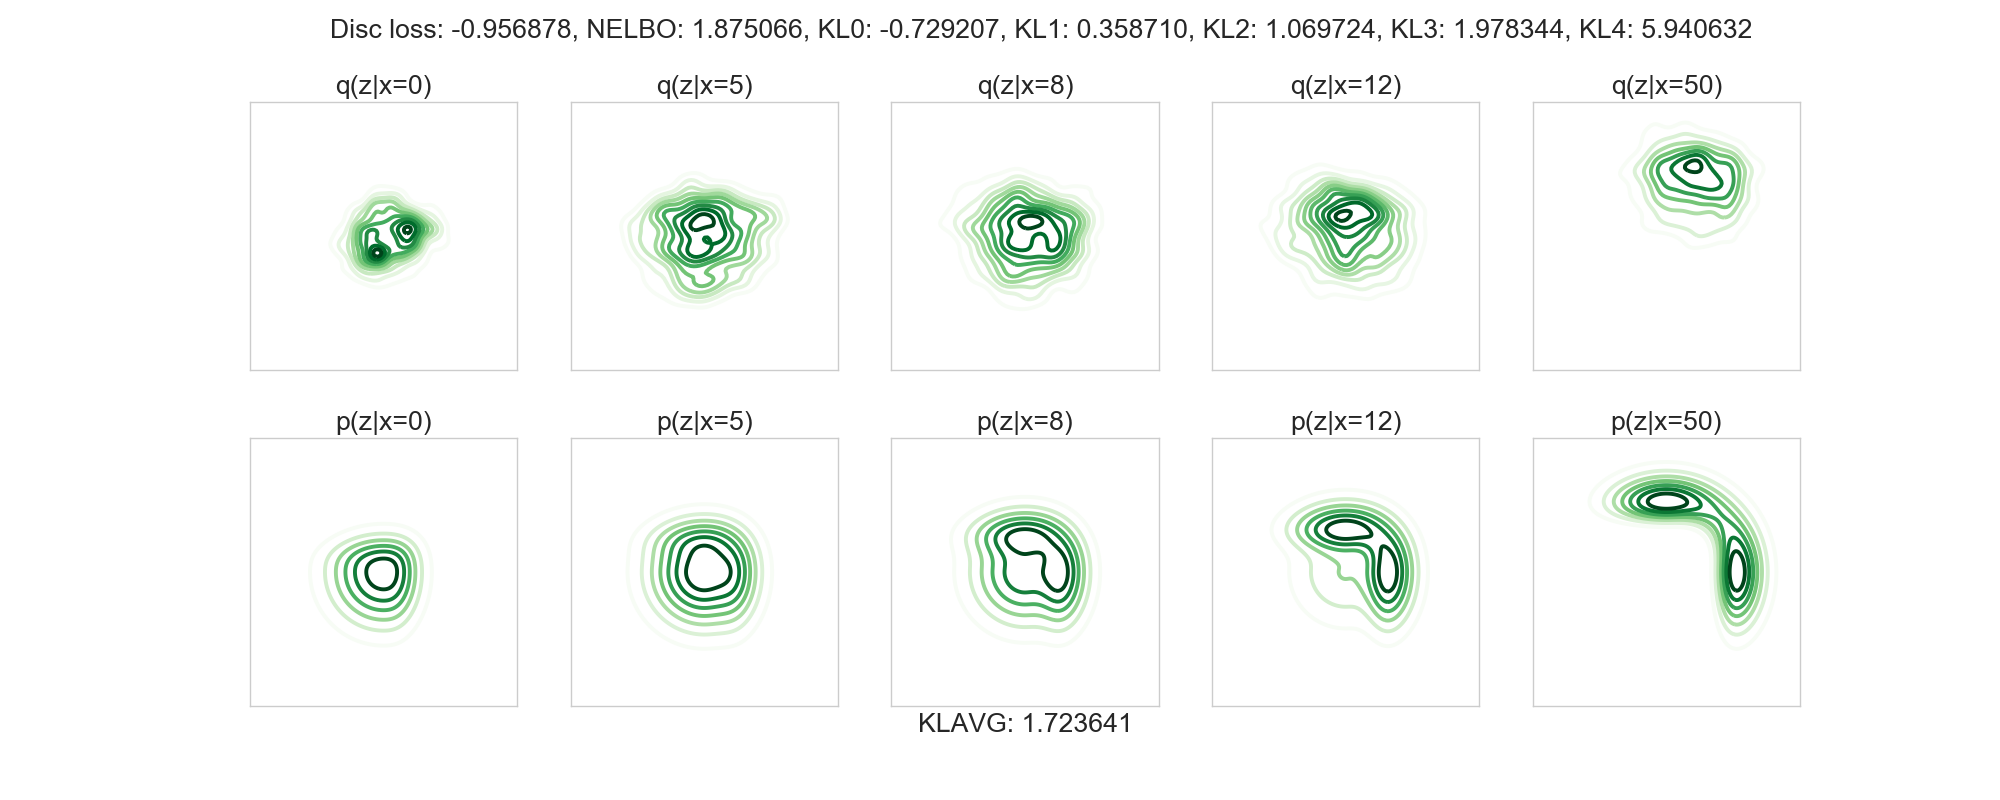 Disc loss: -0.956878, NELBO: 1.875066, KL0: -0.729207, KL1: 0.358710, KL2: 1.069724, KL3: 1.978344, KL4: 5.940632
q(z|x=0) q(z|x=5) q(z|x=8) q(z|x=12) q(z|x=50)
p(z|x=0) p(z|x=5) p(z|x=8) p(z|x=12) p(z|x=50)
KLAVG: 1.723641